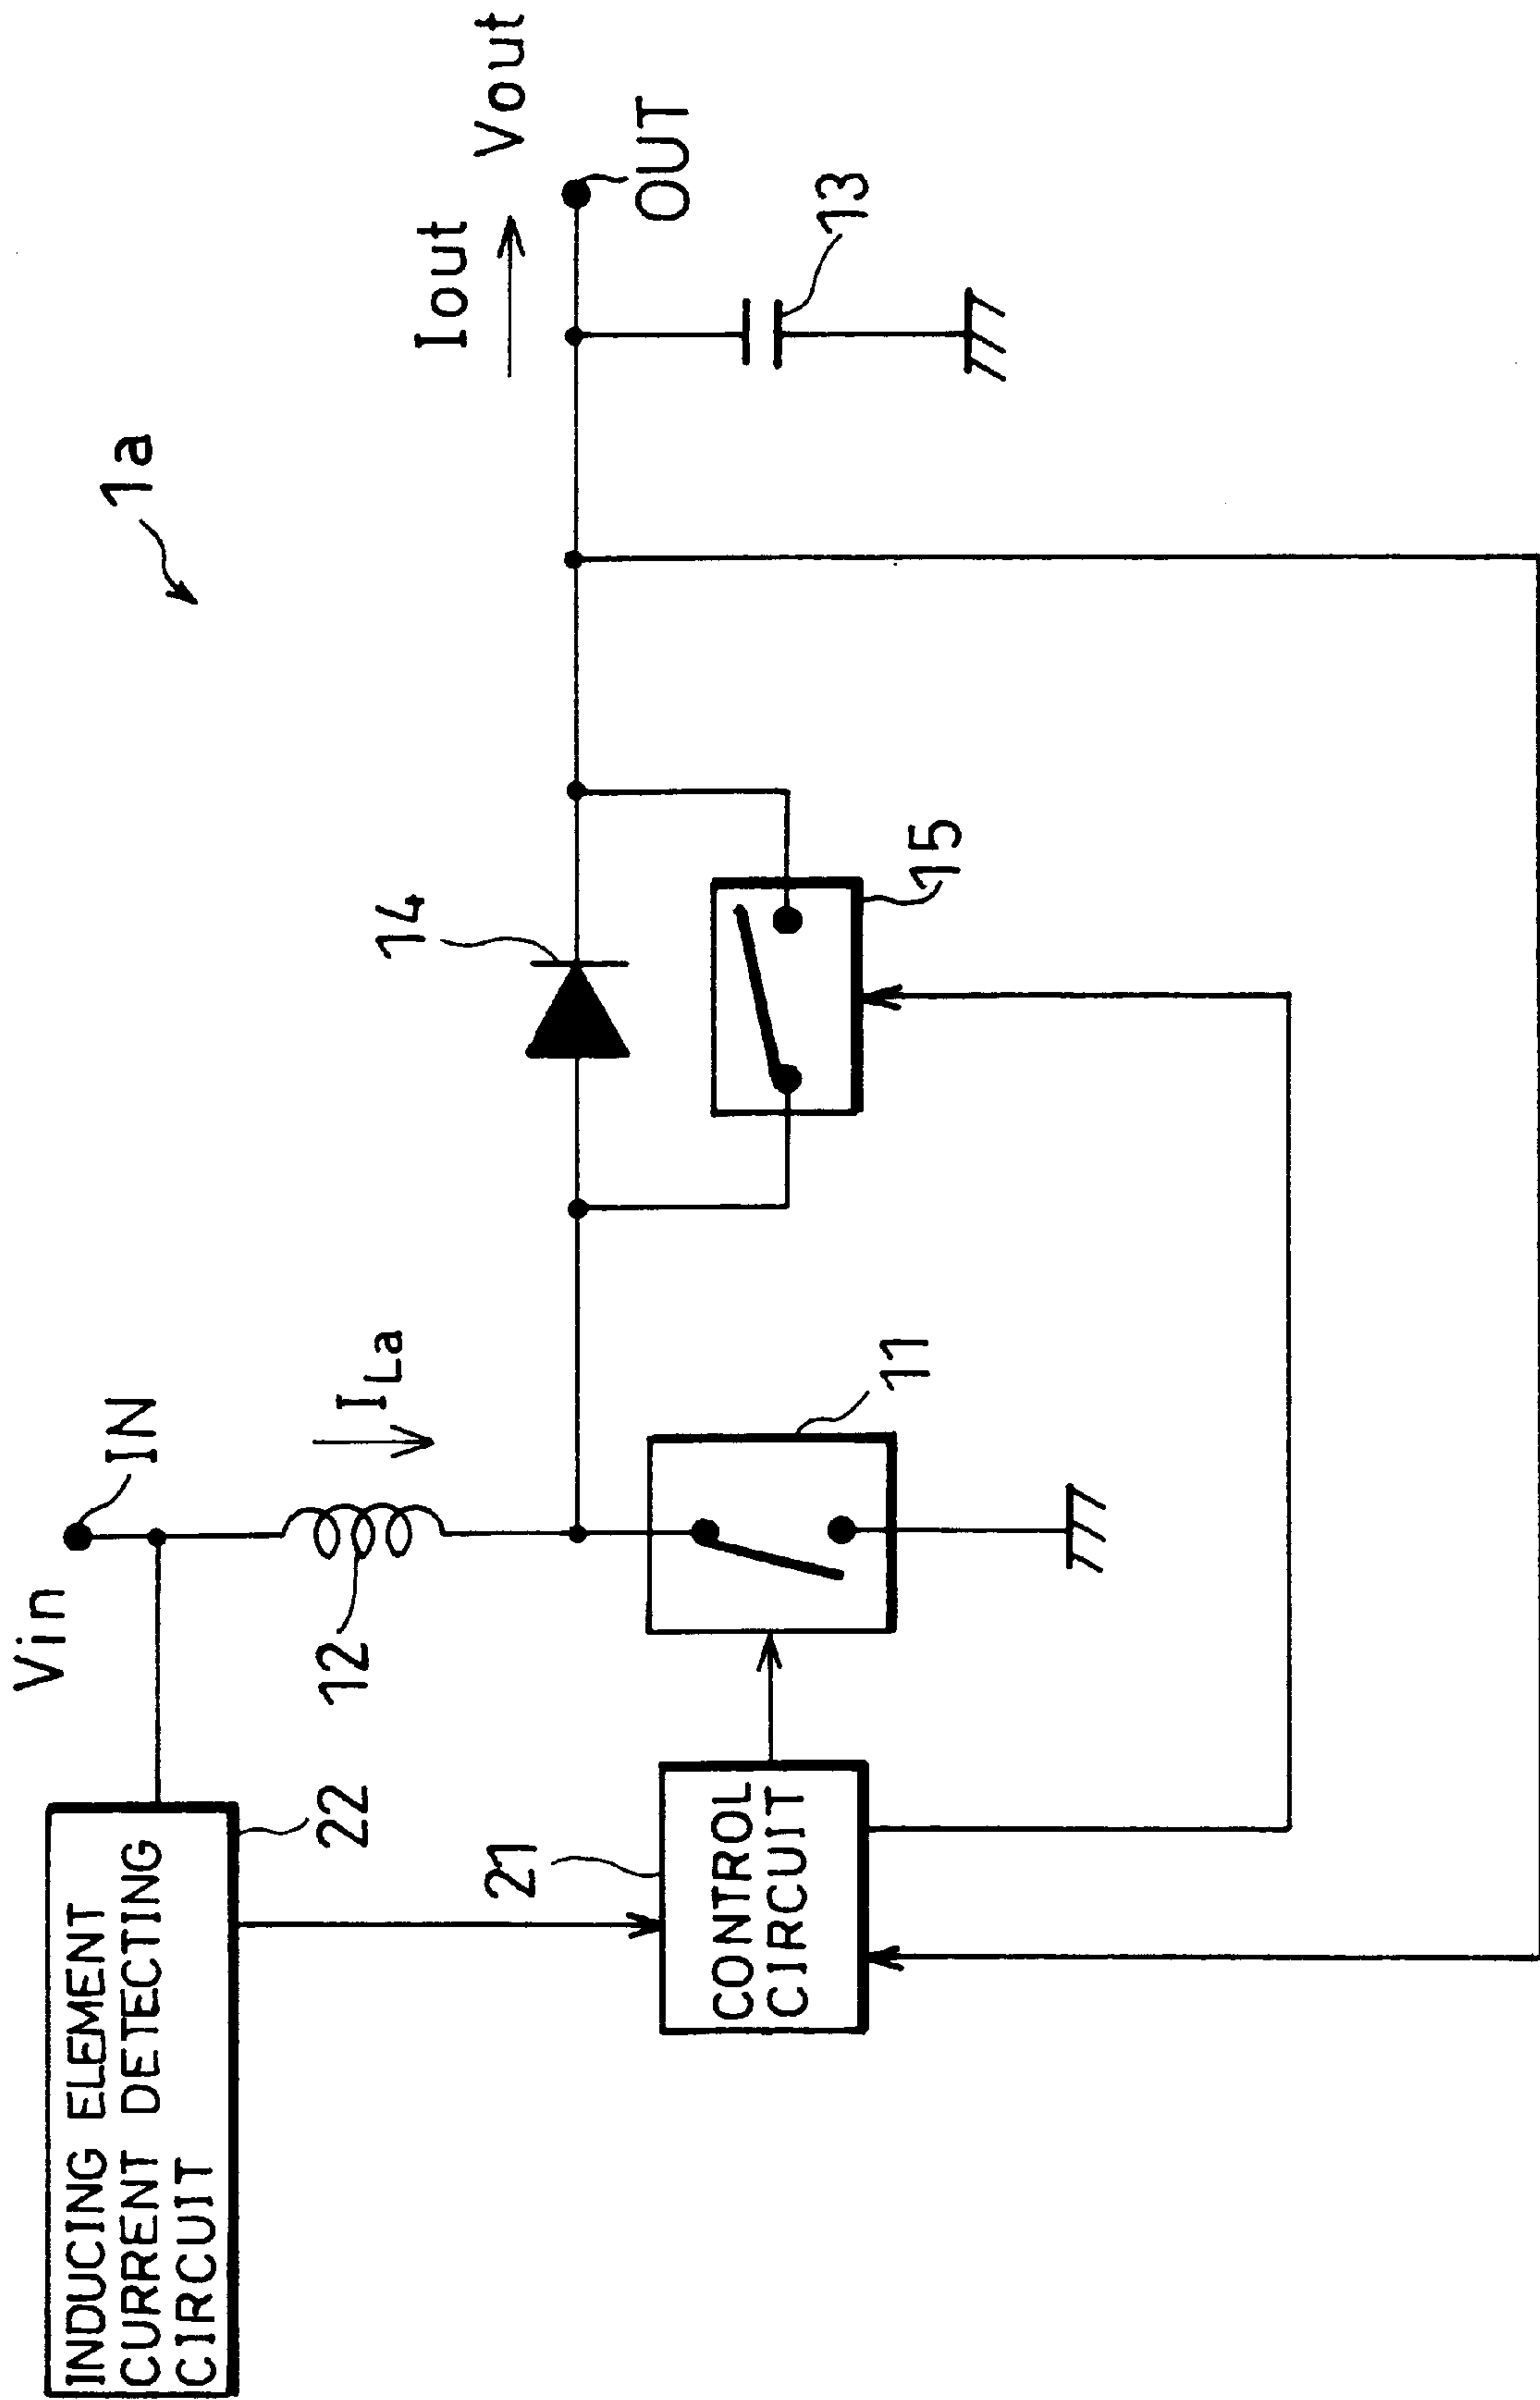 1a
INDUCING ELEMENT
CURRENT DETECTING
CIRCUIT
22
Vin
IN
12
I La
21
CONTROL
CIRCUIT
11
14
15
Iout
Vout
OUT
13